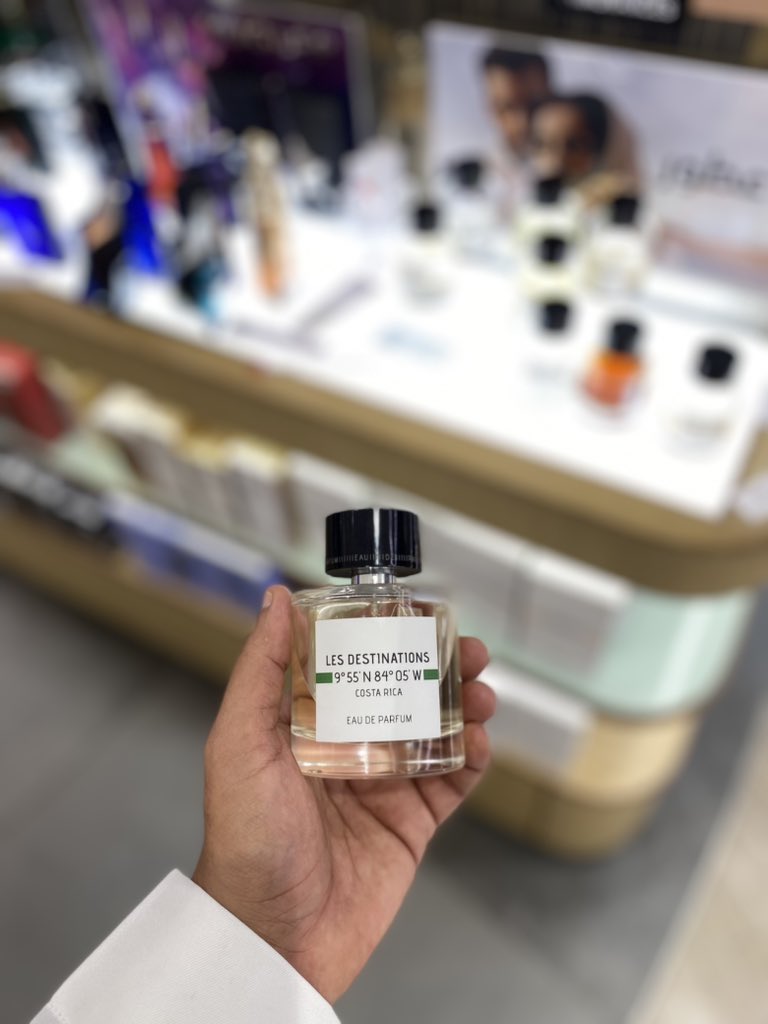 LES DESTINATIONS
9° 55' N 84° 05' W
COSTA RICA
EAU DE PARFUM